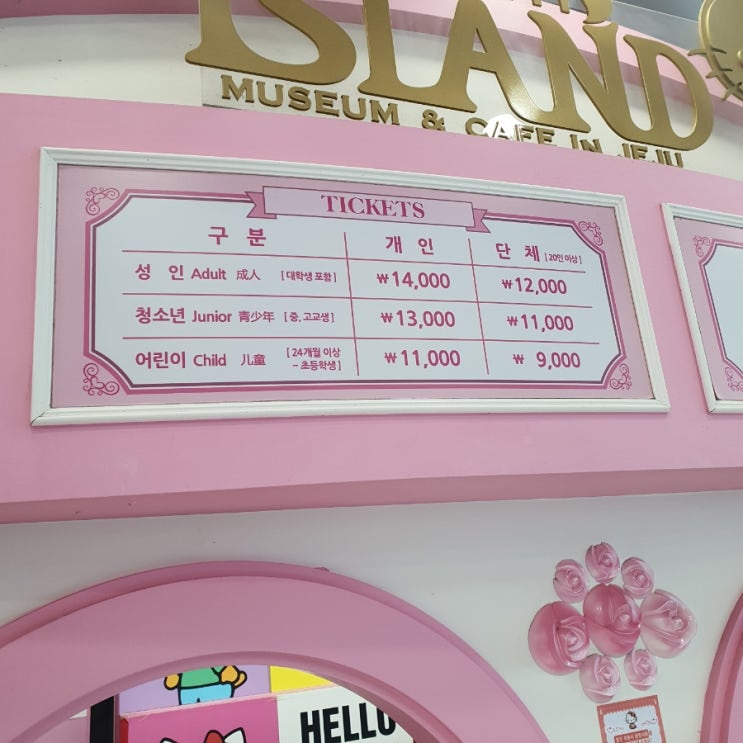 ISLAND
MUSEUM & CAFE IN JEJU
TICKETS
구 분 개 인 단 체 [20인 이상]
성 인 Adult 成人 [대학생 포함] ₩14,000 ₩12,000
청소년 Junior 青少年 [중, 고교생] ₩13,000 ₩11,000
어린이 Child 儿童 [24개월 이상 ~ 초등학생] ₩11,000 ₩ 9,000
HELLO